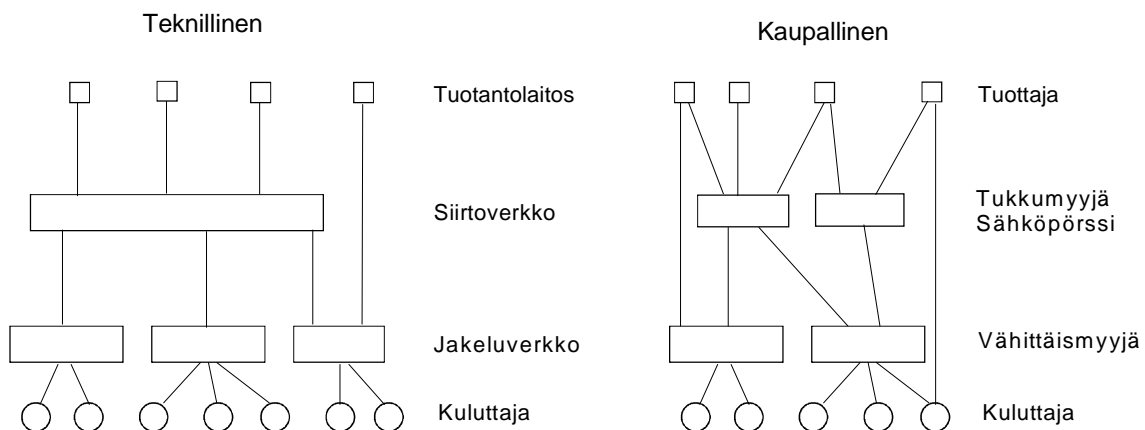 Teknillinen
Kaupallinen
Tuotantolaitos
Tuottaja
Siirtoverkko
Tukkumyyjä
Sähköpörssi
Jakeluverkko
Vähittäismyyjä
Kuluttaja
Kuluttaja